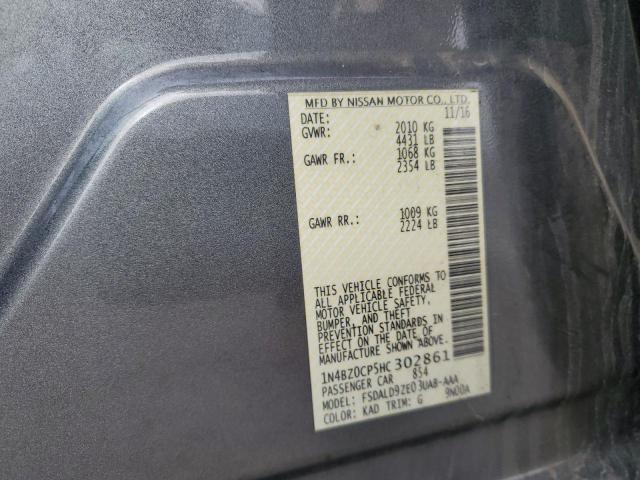 MFD BY NISSAN MOTOR CO., LTD.
DATE: 11/16
GVWR: 2010 KG
4431 LB
GAWR FR.: 1068 KG
2354 LB
GAWR RR.: 1009 KG
2224 LB
THIS VEHICLE CONFORMS TO
ALL APPLICABLE FEDERAL
MOTOR VEHICLE SAFETY,
BUMPER, AND THEFT
PREVENTION STANDARDS IN
EFFECT ON THE DATE OF
MANUFACTURE SHOWN ABOVE.
1N4BZ0CP5HC302861
PASSENGER CAR 854
MODEL: FSDALD9ZE03UAB-AAA
COLOR: KAD TRIM: G 9N00A